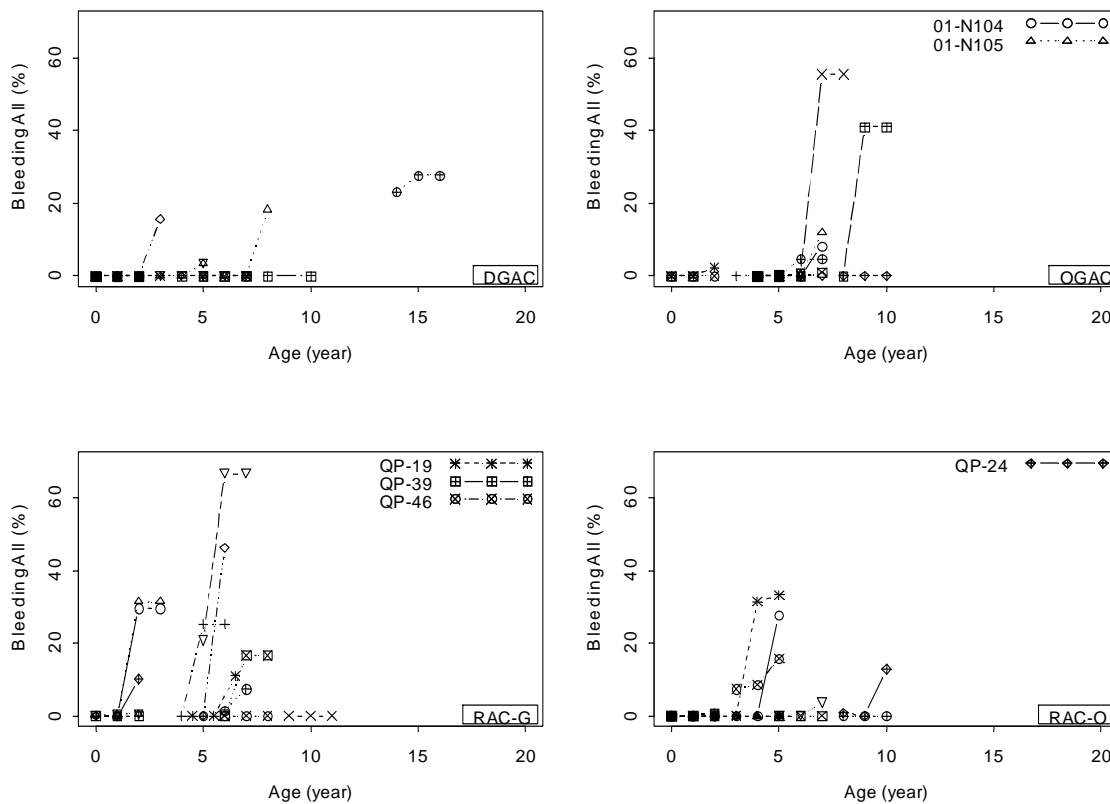 BleedingAll (%)
0 20 40 60
DGAC
0 5 10 15 20
Age (year)
01-N104
01-N105
BleedingAll (%)
0 20 40 60
OGAC
0 5 10 15 20
Age (year)
QP-19
QP-39
QP-46
BleedingAll (%)
0 20 40 60
RAC-G
0 5 10 15 20
Age (year)
QP-24
BleedingAll (%)
0 20 40 60
RAC-O
0 5 10 15 20
Age (year)